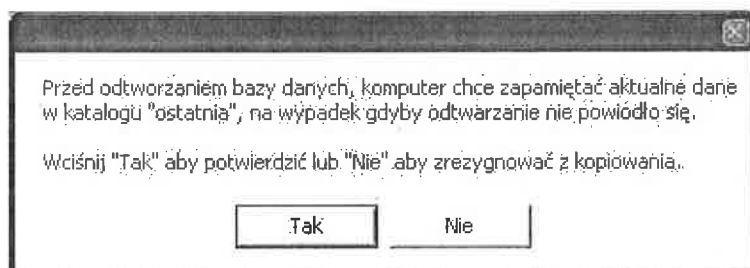 Przed odtworzaniem bazy danych, komputer chce zapamiętać aktualne dane
w katalogu "ostatnia", na wypadek gdyby odtwarzanie nie powiodło się.
Wciśnij "Tak" aby potwierdzić lub "Nie" aby zrezygnować z kopiowania.
Tak
Nie